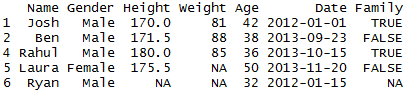 Name Gender Height Weight Age Date Family
1 Josh Male 170.0 81 42 2012-01-01 TRUE
2 Ben Male 171.5 88 38 2013-09-23 FALSE
4 Rahul Male 180.0 85 36 2013-10-15 TRUE
5 Laura Female 175.5 NA 50 2013-11-20 FALSE
6 Ryan Male NA NA 32 2012-01-15 NA